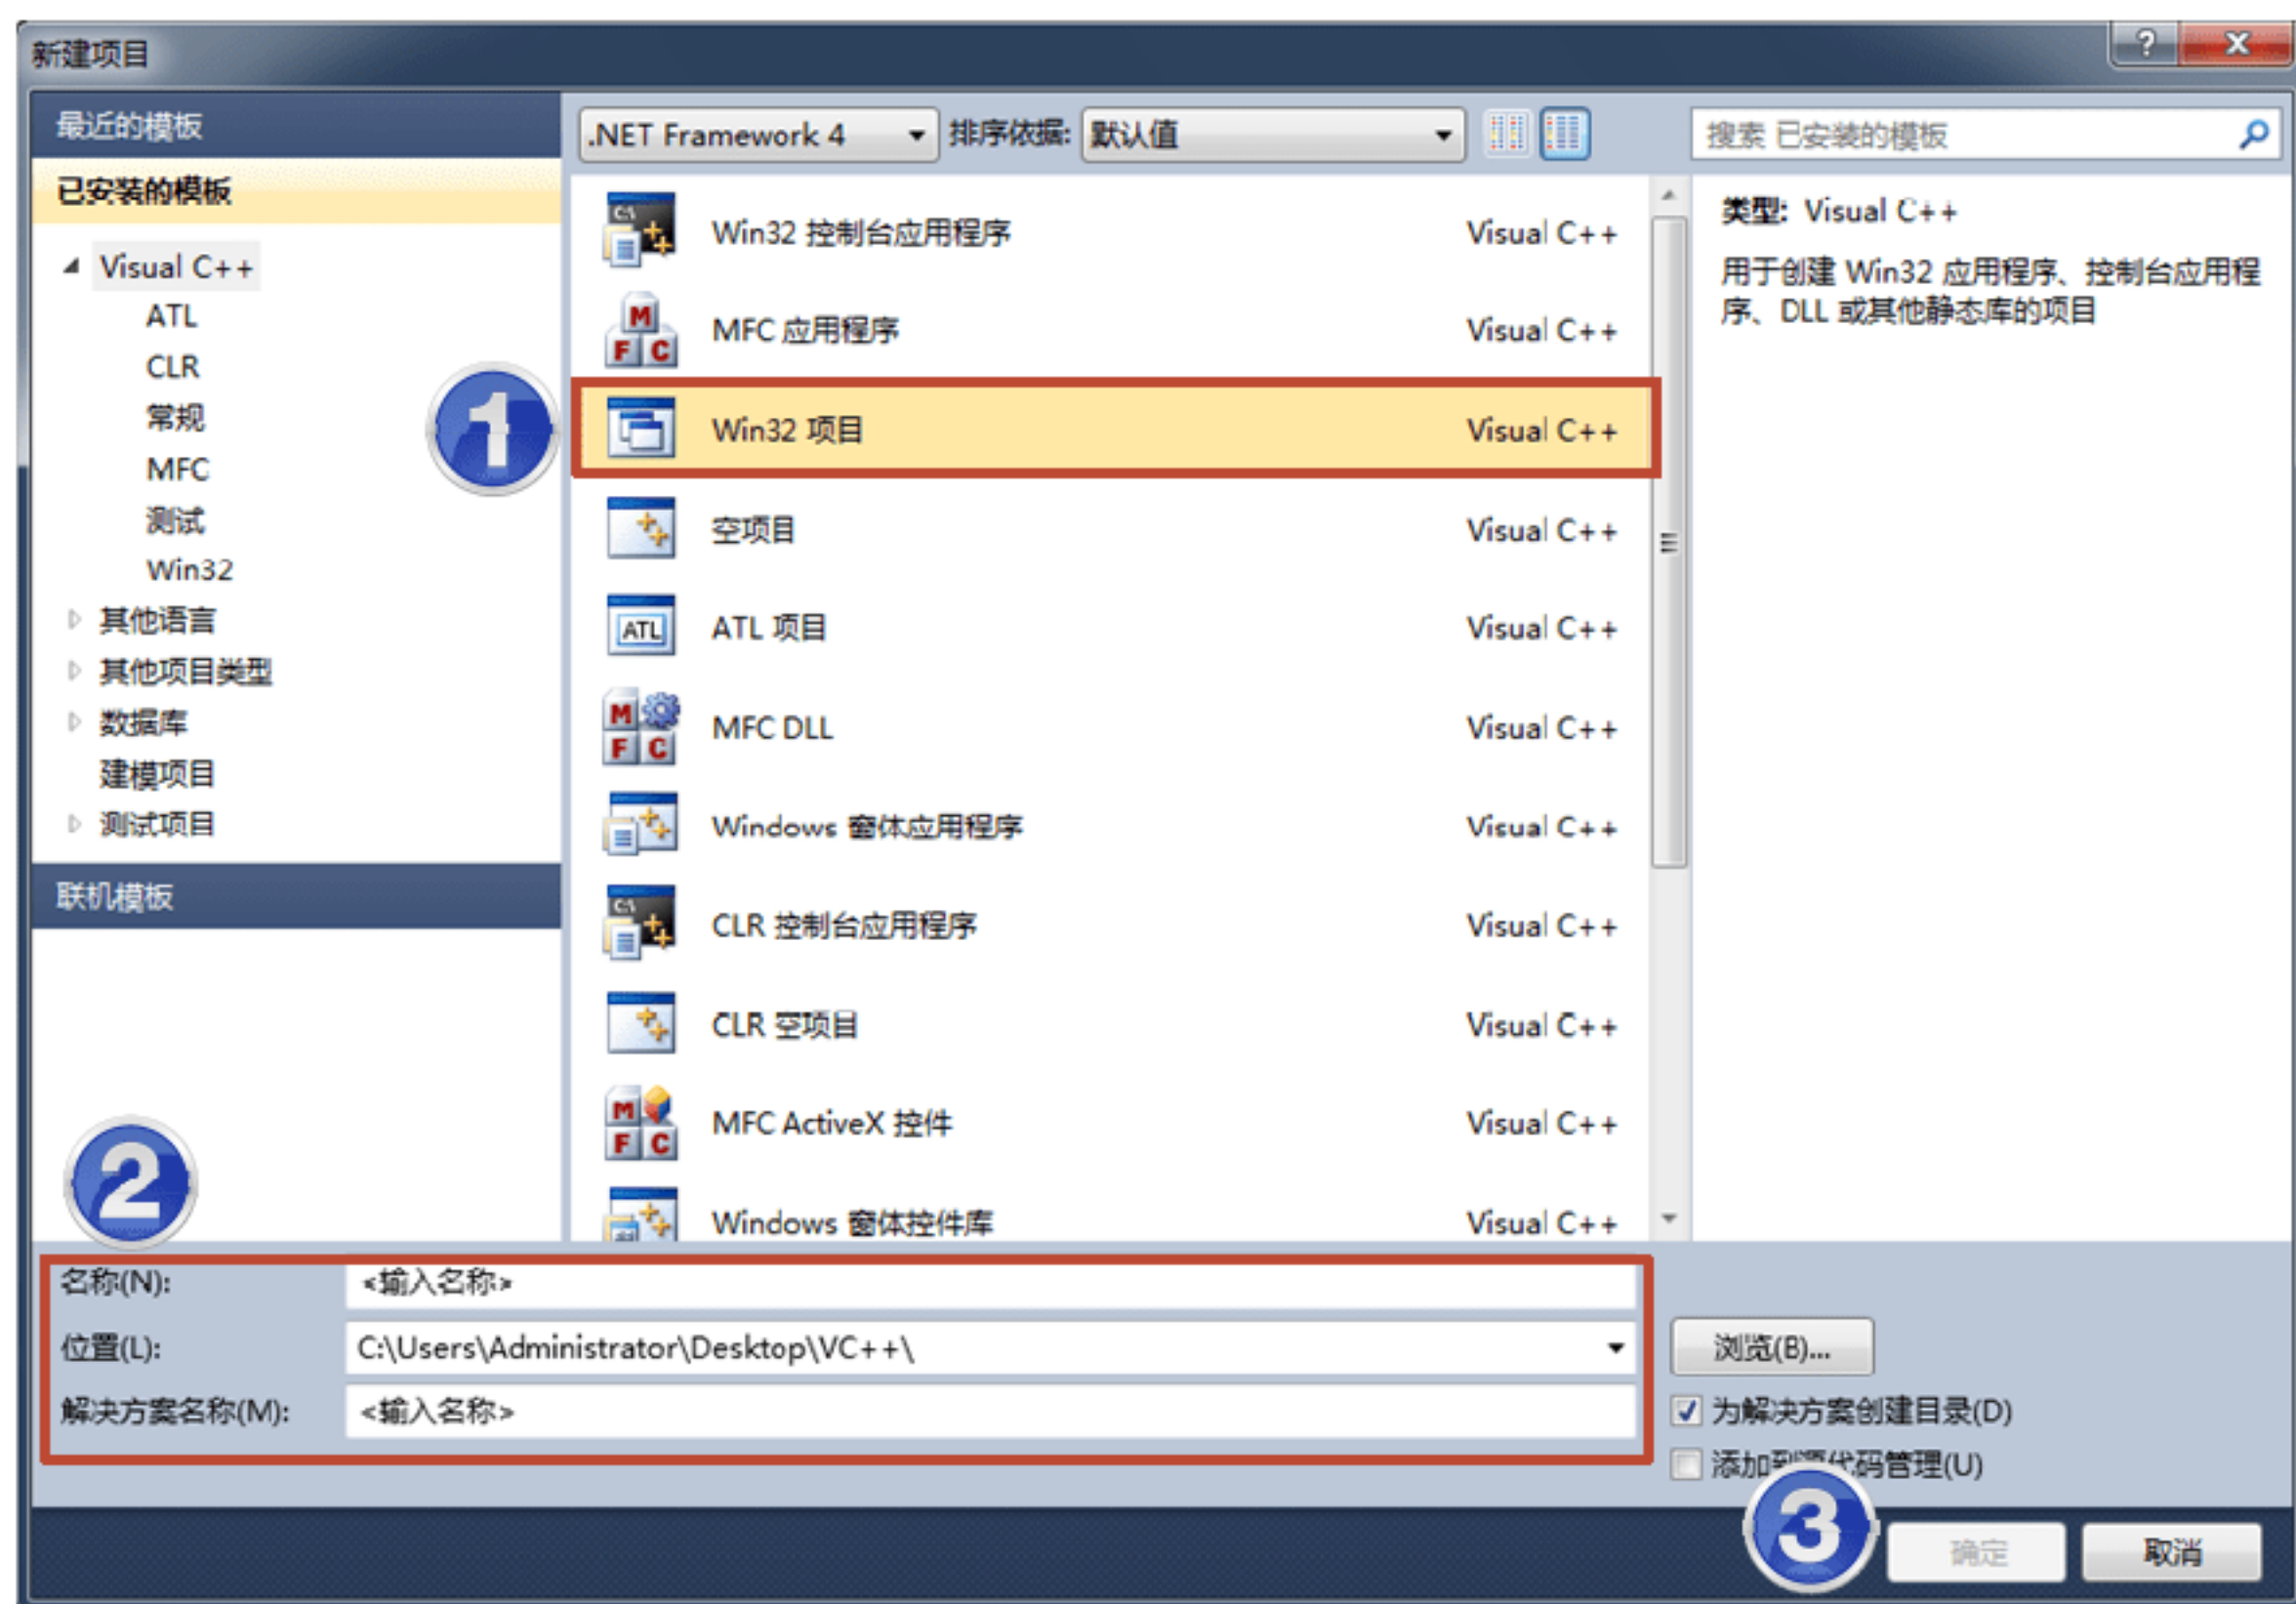 新建项目
最近的模板
已安装的模板
Visual C++
ATL
CLR
常规
MFC
测试
Win32
其他语言
其他项目类型
数据库
建模项目
测试项目
联机模板
.NET Framework 4 排序依据: 默认值
Win32 控制台应用程序 Visual C++
MFC 应用程序 Visual C++
Win32 项目 Visual C++
空项目 Visual C++
ATL 项目 Visual C++
MFC DLL Visual C++
Windows 窗体应用程序 Visual C++
CLR 控制台应用程序 Visual C++
CLR 空项目 Visual C++
MFC ActiveX 控件 Visual C++
Windows 窗体控件库 Visual C++
搜索 已安装的模板
类型: Visual C++
用于创建 Win32 应用程序、控制台应用程
序、DLL 或其他静态库的项目
1
2
名称(N): <输入名称>
位置(L): C:\Users\Administrator\Desktop\VC++\
浏览(B)...
解决方案名称(M): <输入名称>
为解决方案创建目录(D)
添加到源代码管理(U)
3
确定
取消